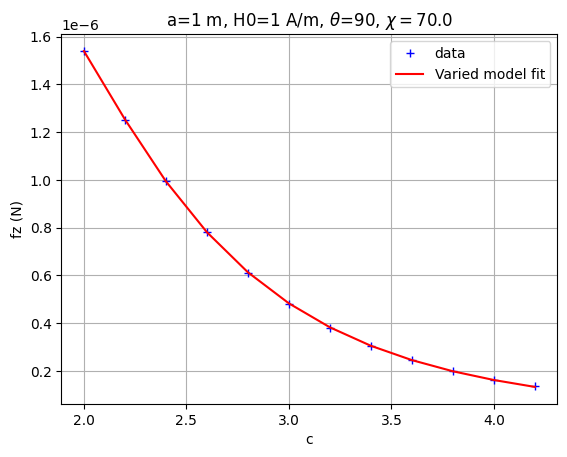 a=1 m, H0=1 A/m, θ=90, χ = 70.0
1e−6
data
Varied model fit
1.6
1.4
1.2
1.0
0.8
0.6
0.4
0.2
fz (N)
2.0 2.5 3.0 3.5 4.0
c